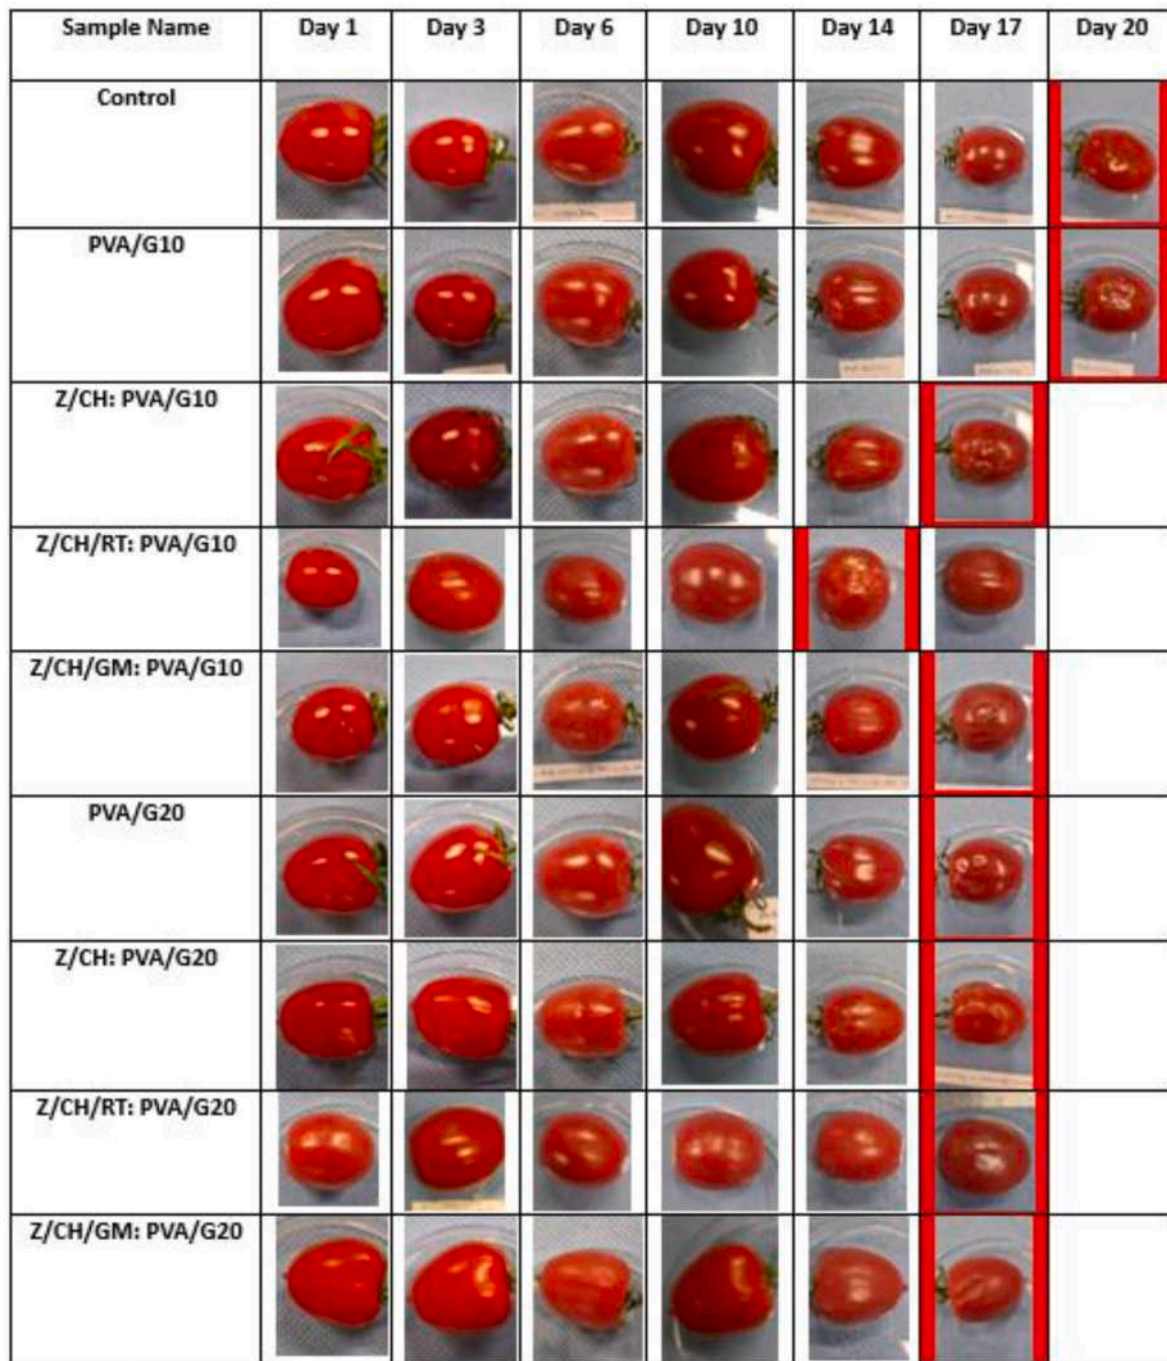 Sample Name Day 1 Day 3 Day 6 Day 10 Day 14 Day 17 Day 20
Control
PVA/G10
Z/CH: PVA/G10
Z/CH/RT: PVA/G10
Z/CH/GM: PVA/G10
PVA/G20
Z/CH: PVA/G20
Z/CH/RT: PVA/G20
Z/CH/GM: PVA/G20